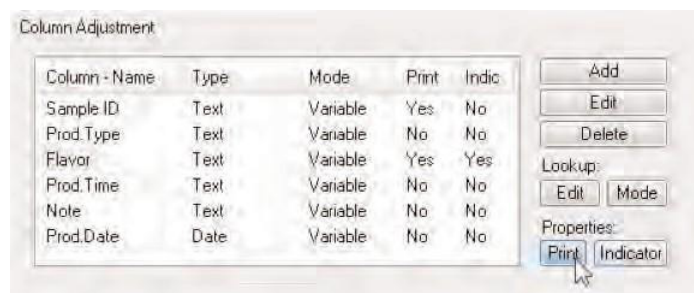 Column Adjustment
Column - Name Type Mode Print Indic
Sample ID Text Variable Yes No
Prod.Type Text Variable No No
Flavor Text Variable Yes Yes
Prod.Time Text Variable No No
Note Text Variable No No
Prod.Date Date Variable No No
Add
Edit
Delete
Lookup:
Edit Mode
Properties:
Print Indicator